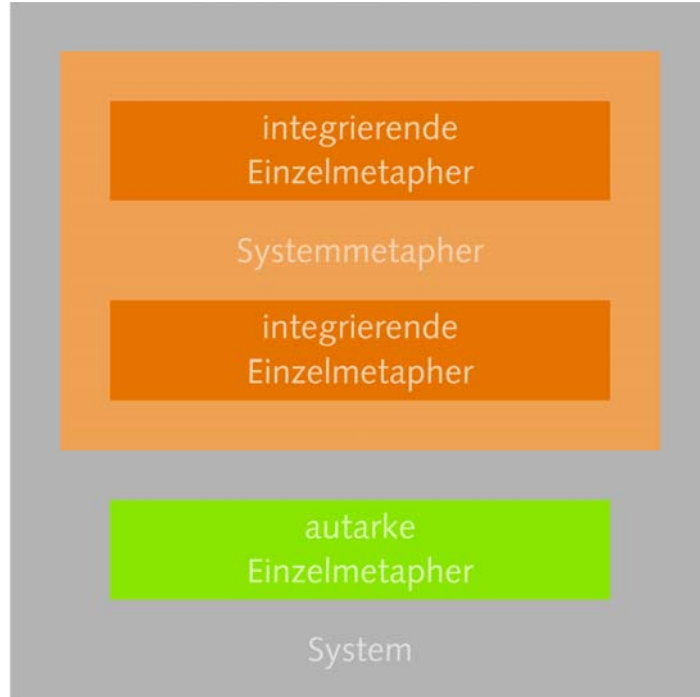 integrierende
Einzelmetapher
Systemmetapher
integrierende
Einzelmetapher
autarke
Einzelmetapher
System